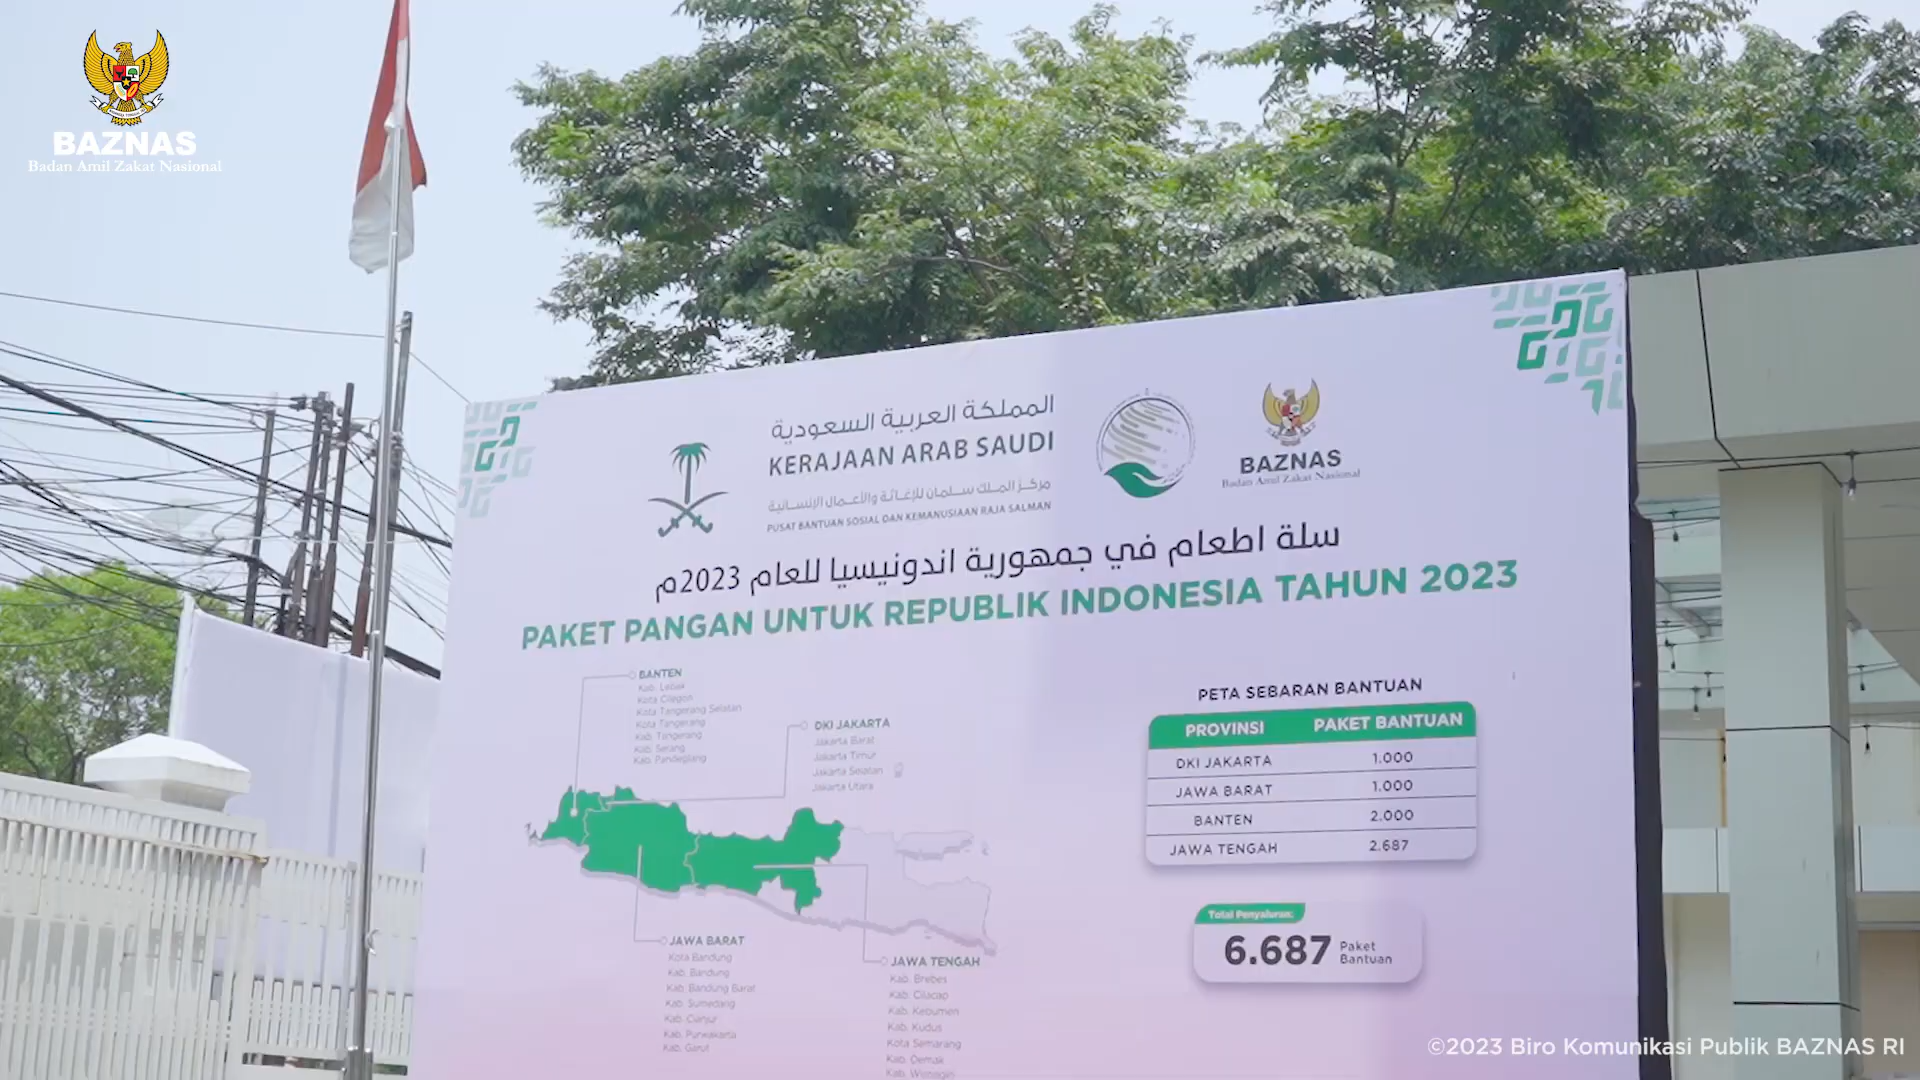 BAZNAS
Badan Amil Zakat Nasional
المملكة العربية السعودية
KERAJAAN ARAB SAUDI
مركز الملك سلمان للإغاثة والأعمال الإنسانية
PUSAT BANTUAN SOSIAL DAN KEMANUSIAAN RAJA SALMAN
BAZNAS
Badan Amil Zakat Nasional
سلة اطعام في جمهورية اندونيسيا للعام 2023م
PAKET PANGAN UNTUK REPUBLIK INDONESIA TAHUN 2023
BANTEN
Kab. Lebak
Kota Cilegon
Kota Tangerang Selatan
Kota Tangerang
Kab. Tangerang
Kab. Serang
Kab. Pandeglang
DKI JAKARTA
Jakarta Barat
Jakarta Timur
Jakarta Selatan
Jakarta Utara
JAWA BARAT
Kota Bandung
Kab. Bandung
Kab. Bandung Barat
Kab. Sumedang
Kab. Cianjur
Kab. Purwakarta
Kab. Garut
JAWA TENGAH
Kab. Brebes
Kab. Cilacap
Kab. Kebumen
Kab. Kudus
Kota Semarang
Kab. Demak
Kab. Wonogiri
PETA SEBARAN BANTUAN
PROVINSI PAKET BANTUAN
DKI JAKARTA 1.000
JAWA BARAT 1.000
BANTEN 2.000
JAWA TENGAH 2.687
Total Penyaluran:
6.687 Paket Bantuan
©2023 Biro Komunikasi Publik BAZNAS RI